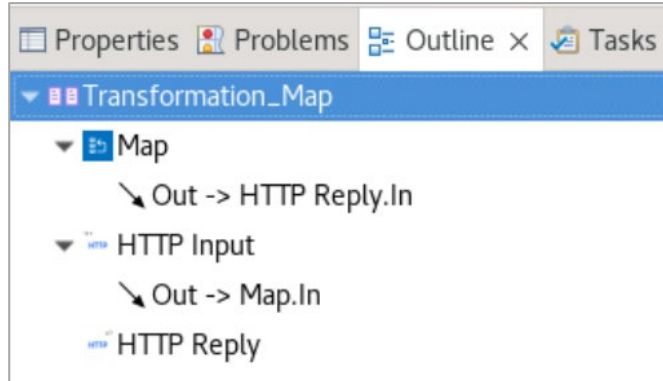 Properties Problems Outline Tasks
Transformation_Map
Map
Out -> HTTP Reply.In
HTTP Input
Out -> Map.In
HTTP Reply